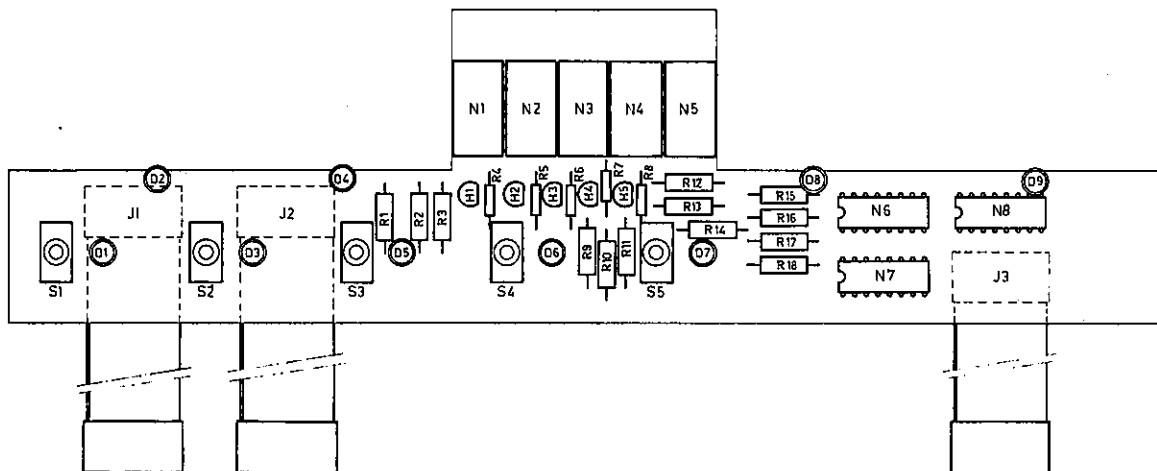 N1 N2 N3 N4 N5
D2 D4 R4 R5 R6 R7 R8 D8 D9
H1 H2 H3 H4 H5 R12 R15
J1 J2 R1 R2 R3 R13 R16 N6 N8
R14
D1 D3 D5 D6 R9 R10 R11 D7 R17
R18 N7 J3
S1 S2 S3 S4 S5